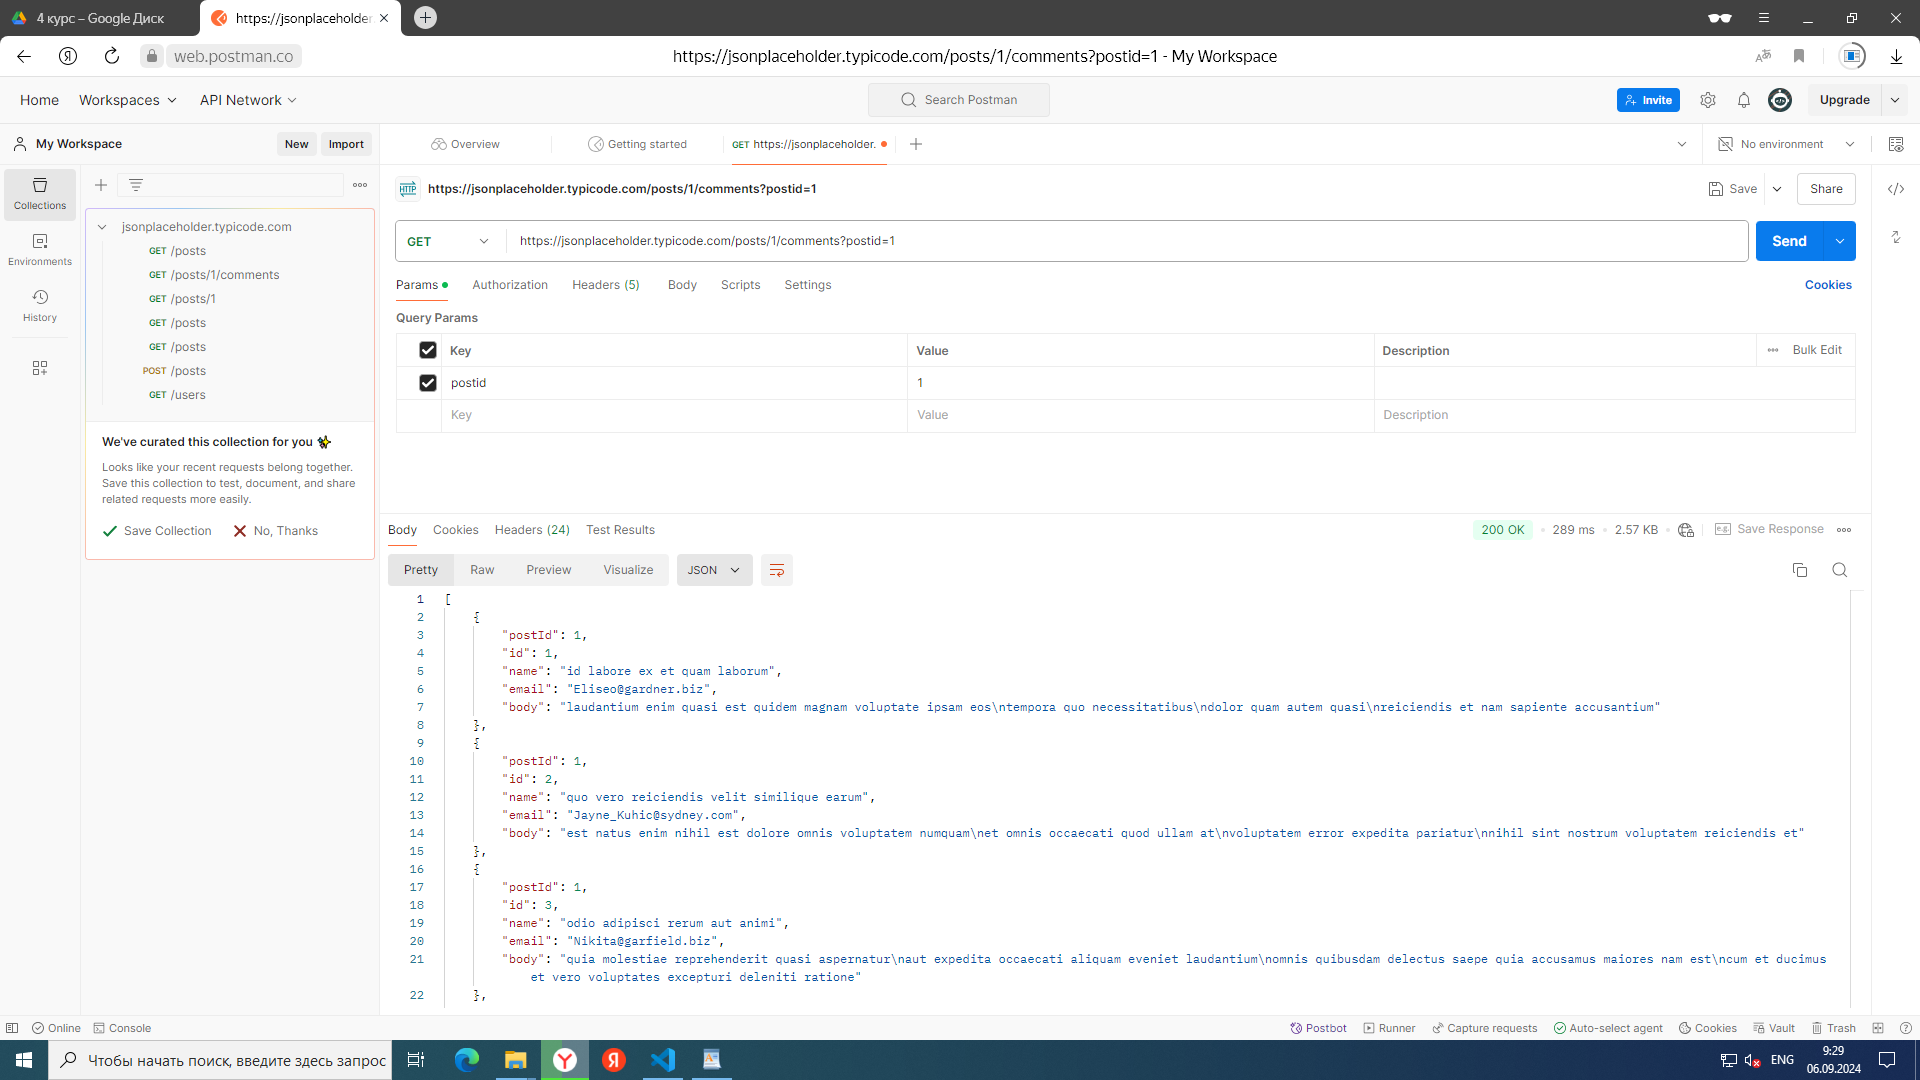 4 курс – Google Диск
https://jsonplaceholder
web.postman.co
https://jsonplaceholder.typicode.com/posts/1/comments?postid=1 - My Workspace
Home
Workspaces
API Network
Search Postman
Invite
Upgrade
My Workspace
New
Import
Overview
Getting started
GET https://jsonplaceholder.
No environment
Collections
Environments
History
jsonplaceholder.typicode.com
GET /posts
GET /posts/1/comments
GET /posts/1
GET /posts
GET /posts
POST /posts
GET /users
We've curated this collection for you
Looks like your recent requests belong together.
Save this collection to test, document, and share
related requests more easily.
Save Collection
No, Thanks
HTTP https://jsonplaceholder.typicode.com/posts/1/comments?postid=1
Save
Share
GET
https://jsonplaceholder.typicode.com/posts/1/comments?postid=1
Send
Params
Authorization
Headers (5)
Body
Scripts
Settings
Cookies
Query Params
Key
Value
Description
Bulk Edit
postid
1
Key
Value
Description
Body
Cookies
Headers (24)
Test Results
200 OK
289 ms
2.57 KB
e.g. Save Response
Pretty
Raw
Preview
Visualize
JSON
1 [
2 {
3 "postId": 1,
4 "id": 1,
5 "name": "id labore ex et quam laborum",
6 "email": "Eliseo@gardner.biz",
7 "body": "laudantium enim quasi est quidem magnam voluptate ipsam eos\ntempora quo necessitatibus\ndolor quam autem quasi\nreiciendis et nam sapiente accusantium"
8 },
9 {
10 "postId": 1,
11 "id": 2,
12 "name": "quo vero reiciendis velit similique earum",
13 "email": "Jayne_Kuhic@sydney.com",
14 "body": "est natus enim nihil est dolore omnis voluptatem numquam\net omnis occaecati quod ullam at\nvoluptatem error expedita pariatur\nnihil sint nostrum voluptatem reiciendis et"
15 },
16 {
17 "postId": 1,
18 "id": 3,
19 "name": "odio adipisci rerum aut animi",
20 "email": "Nikita@garfield.biz",
21 "body": "quia molestiae reprehenderit quasi aspernatur\naut expedita occaecati aliquam eveniet laudantium\nomnis quibusdam delectus saepe quia accusamus maiores nam est\ncum et ducimus
et vero voluptates excepturi deleniti ratione"
22 },
Online
Console
Postbot
Runner
Capture requests
Auto-select agent
Cookies
Vault
Trash
Чтобы начать поиск, введите здесь запрос
ENG
9:29
06.09.2024